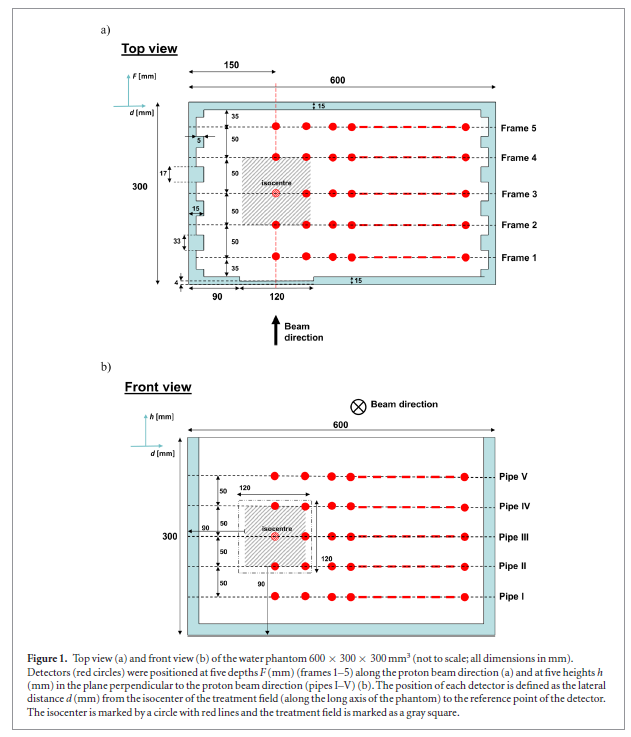 a)
Top view
150
600
F [mm]
d [mm]
15
35
Frame 5
5
50
Frame 4
17
50
isocentre
300
Frame 3
15
50
Frame 2
33
50
Frame 1
35
4
15
90
120
Beam
direction
b)
Front view
Beam direction
h [mm]
600
d [mm]
Pipe V
120
50
Pipe IV
90
50
isocentre
300
Pipe III
50
120
Pipe II
90
50
Pipe I
Figure 1. Top view (a) and front view (b) of the water phantom 600 × 300 × 300 mm³ (not to scale; all dimensions in mm).
Detectors (red circles) were positioned at five depths F (mm) (frames 1–5) along the proton beam direction (a) and at five heights h
(mm) in the plane perpendicular to the proton beam direction (pipes I–V) (b). The position of each detector is defined as the lateral
distance d (mm) from the isocenter of the treatment field (along the long axis of the phantom) to the reference point of the detector.
The isocenter is marked by a circle with red lines and the treatment field is marked as a gray square.